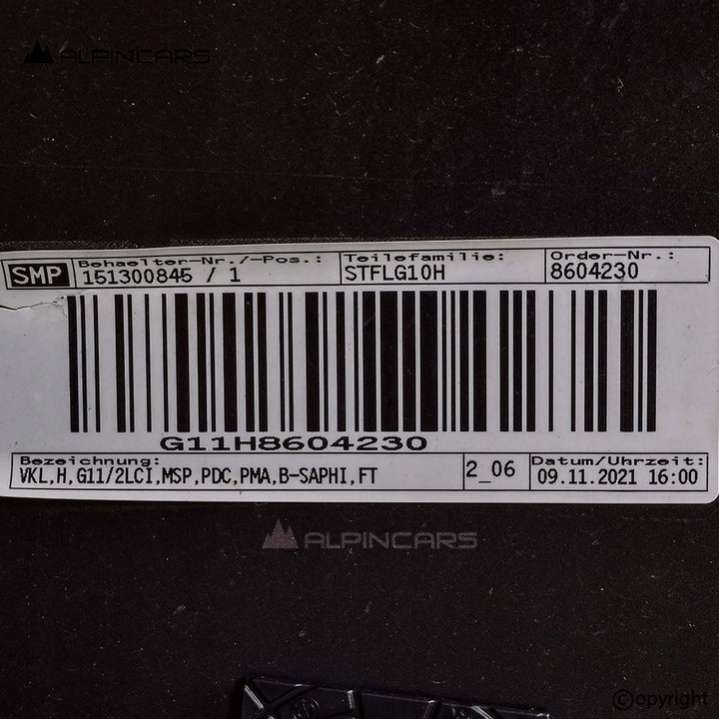 ALPINCARS
SMP
Behaelter-Nr./-Pos.: Teilefamilie: Order-Nr.:
151300845 / 1 STFLG10H 8604230
G11H8604230
Bezeichnung: 2_06 Datum/Uhrzeit:
VKL,H,G11/2LCI,MSP,PDC,PMA,B-SAPHI,FT 09.11.2021 16:00
ALPINCARS
©opyright